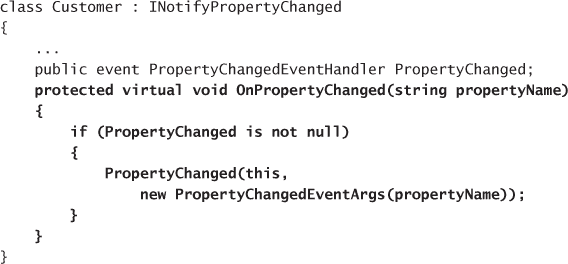 class Customer : INotifyPropertyChanged
{
    ...
    public event PropertyChangedEventHandler PropertyChanged;
    protected virtual void OnPropertyChanged(string propertyName)
    {
        if (PropertyChanged is not null)
        {
            PropertyChanged(this,
                new PropertyChangedEventArgs(propertyName));
        }
    }
}